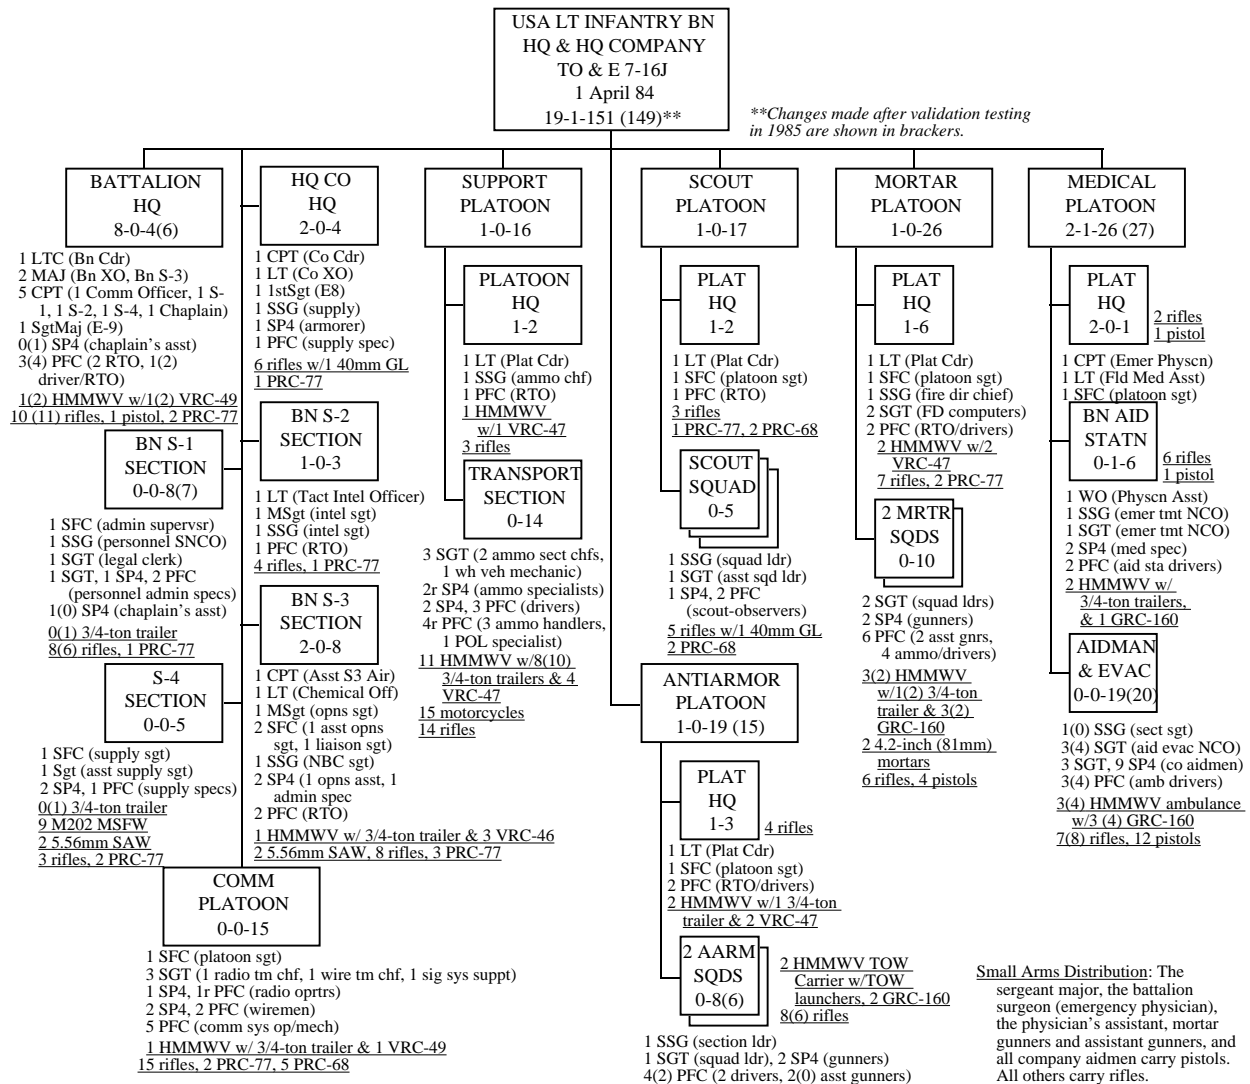 USA LT INFANTRY BN
HQ & HQ COMPANY
TO & E 7-16J
1 April 84
19-1-151 (149)**
**Changes made after validation testing
in 1985 are shown in brackers.
BATTALION
HQ
8-0-4(6)
1 LTC (Bn Cdr)
2 MAJ (Bn XO, Bn S-3)
5 CPT (1 Comm Officer, 1 S-
1, 1 S-2, 1 S-4, 1 Chaplain)
1 SgtMaj (E-9)
0(1) SP4 (chaplain's asst)
3(4) PFC (2 RTO, 1(2)
driver/RTO)
1(2) HMMWV w/1(2) VRC-49
10 (11) rifles, 1 pistol, 2 PRC-77
BN S-1
SECTION
0-0-8(7)
1 SFC (admin supervsr)
1 SSG (personnel SNCO)
1 SGT (legal clerk)
1 SGT, 1 SP4, 2 PFC
(personnel admin specs)
1(0) SP4 (chaplain's asst)
0(1) 3/4-ton trailer
8(6) rifles, 1 PRC-77
S-4
SECTION
0-0-5
1 SFC (supply sgt)
1 Sgt (asst supply sgt)
2 SP4, 1 PFC (supply specs)
0(1) 3/4-ton trailer
9 M202 MSFW
2 5.56mm SAW
3 rifles, 2 PRC-77
HQ CO
HQ
2-0-4
1 CPT (Co Cdr)
1 LT (Co XO)
1 1stSgt (E8)
1 SSG (supply)
1 SP4 (armorer)
1 PFC (supply spec)
6 rifles w/1 40mm GL
1 PRC-77
BN S-2
SECTION
1-0-3
1 LT (Tact Intel Officer)
1 MSgt (intel sgt)
1 SSG (intel sgt)
1 PFC (RTO)
4 rifles, 1 PRC-77
BN S-3
SECTION
2-0-8
1 CPT (Asst S3 Air)
1 LT (Chemical Off)
1 MSgt (opns sgt)
2 SFC (1 asst opns
sgt, 1 liaison sgt)
1 SSG (NBC sgt)
2 SP4 (1 opns asst, 1
admin spec
2 PFC (RTO)
1 HMMWV w/ 3/4-ton trailer & 3 VRC-46
2 5.56mm SAW, 8 rifles, 3 PRC-77
COMM
PLATOON
0-0-15
1 SFC (platoon sgt)
3 SGT (1 radio tm chf, 1 wire tm chf, 1 sig sys suppt)
1 SP4, 1r PFC (radio oprtrs)
2 SP4, 2 PFC (wiremen)
5 PFC (comm sys op/mech)
1 HMMWV w/ 3/4-ton trailer & 1 VRC-49
15 rifles, 2 PRC-77, 5 PRC-68
SUPPORT
PLATOON
1-0-16
PLATOON
HQ
1-2
1 LT (Plat Cdr)
1 SSG (ammo chf)
1 PFC (RTO)
1 HMMWV
w/1 VRC-47
3 rifles
TRANSPORT
SECTION
0-14
3 SGT (2 ammo sect chfs,
1 wh veh mechanic)
2r SP4 (ammo specialists)
2 SP4, 3 PFC (drivers)
4r PFC (3 ammo handlers,
1 POL specialist)
11 HMMWV w/8(10)
3/4-ton trailers & 4
VRC-47
15 motorcycles
14 rifles
SCOUT
PLATOON
1-0-17
PLAT
HQ
1-2
1 LT (Plat Cdr)
1 SFC (platoon sgt)
1 PFC (RTO)
3 rifles
1 PRC-77, 2 PRC-68
SCOUT
SQUAD
0-5
1 SSG (squad ldr)
1 SGT (asst sqd ldr)
1 SP4, 2 PFC
(scout-observers)
5 rifles w/1 40mm GL
2 PRC-68
ANTIARMOR
PLATOON
1-0-19 (15)
PLAT
HQ
1-3
4 rifles
1 LT (Plat Cdr)
1 SFC (platoon sgt)
2 PFC (RTO/drivers)
2 HMMWV w/1 3/4-ton
trailer & 2 VRC-47
2 AARM
SQDS
0-8(6)
2 HMMWV TOW
Carrier w/TOW
launchers, 2 GRC-160
8(6) rifles
1 SSG (section ldr)
1 SGT (squad ldr), 2 SP4 (gunners)
4(2) PFC (2 drivers, 2(0) asst gunners)
MORTAR
PLATOON
1-0-26
PLAT
HQ
1-6
1 LT (Plat Cdr)
1 SFC (platoon sgt)
1 SSG (fire dir chief)
2 SGT (FD computers)
2 PFC (RTO/drivers)
2 HMMWV w/2
VRC-47
7 rifles, 2 PRC-77
2 MRTR
SQDS
0-10
2 SGT (squad ldrs)
2 SP4 (gunners)
6 PFC (2 asst gnrs,
4 ammo/drivers)
3(2) HMMWV
w/1(2) 3/4-ton
trailer & 3(2)
GRC-160
2 4.2-inch (81mm)
mortars
6 rifles, 4 pistols
MEDICAL
PLATOON
2-1-26 (27)
PLAT
HQ
2-0-1
2 rifles
1 pistol
1 CPT (Emer Physcn)
1 LT (Fld Med Asst)
1 SFC (platoon sgt)
BN AID
STATN
0-1-6
6 rifles
1 pistol
1 WO (Physcn Asst)
1 SSG (emer tmt NCO)
1 SGT (emer tmt NCO)
2 SP4 (med spec)
2 PFC (aid sta drivers)
2 HMMWV w/
3/4-ton trailers,
& 1 GRC-160
AIDMAN
& EVAC
0-0-19(20)
1(0) SSG (sect sgt)
3(4) SGT (aid evac NCO)
3 SGT, 9 SP4 (co aidmen)
3(4) PFC (amb drivers)
3(4) HMMWV ambulance
w/3 (4) GRC-160
7(8) rifles, 12 pistols
Small Arms Distribution: The
sergeant major, the battalion
surgeon (emergency physician),
the physician's assistant, mortar
gunners and assistant gunners, and
all company aidmen carry pistols.
All others carry rifles.